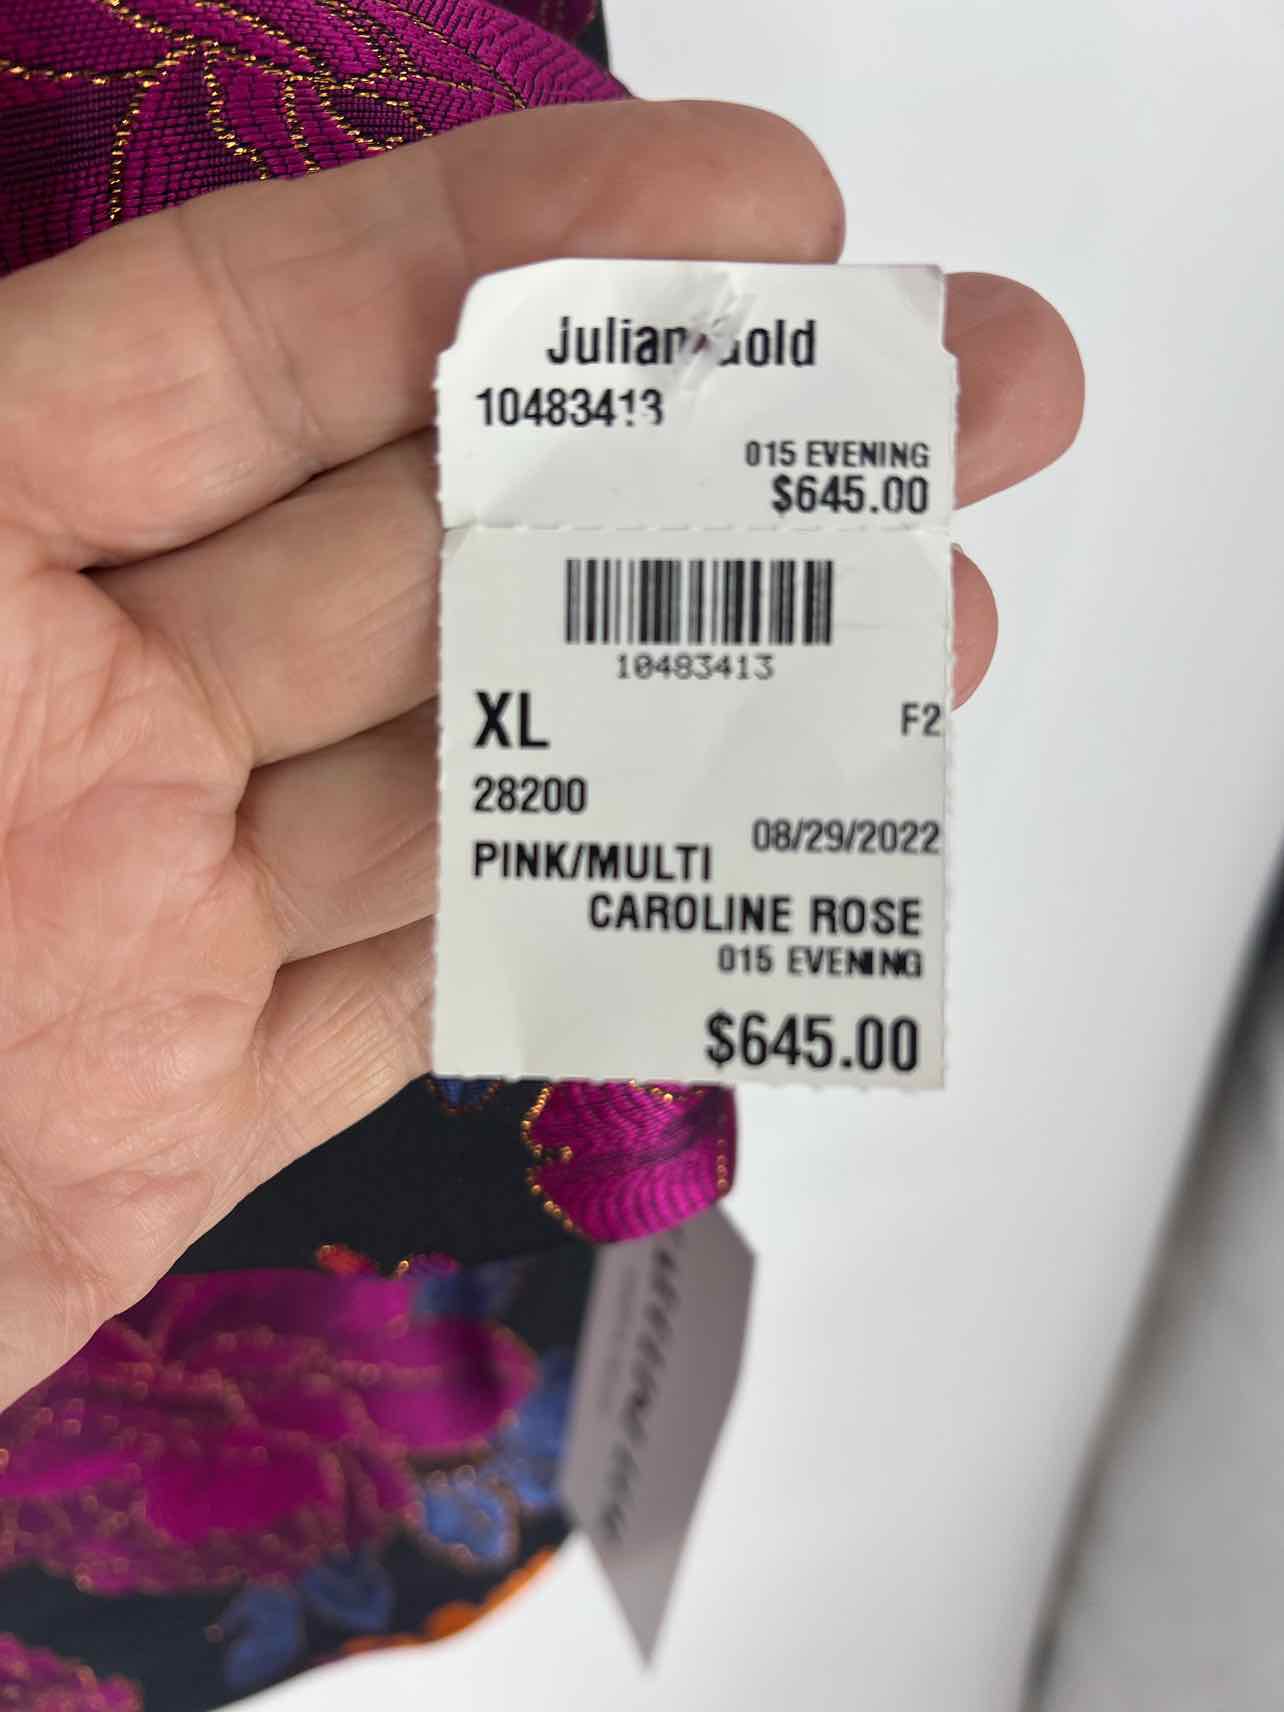 Julian Gold
10483413
015 EVENING
$645.00
10483413
XL
F2
28200
08/29/2022
PINK/MULTI
CAROLINE ROSE
015 EVENING
$645.00